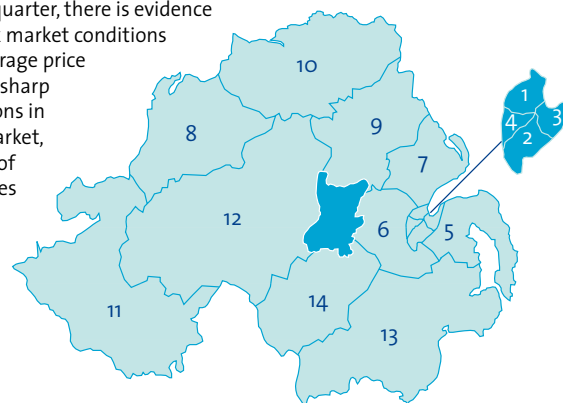 quarter, there is evidence
market conditions
rage price
sharp
ons in
arket,
of
es
10
1
3
4
2
8
9
7
12
6
5
11
14
13